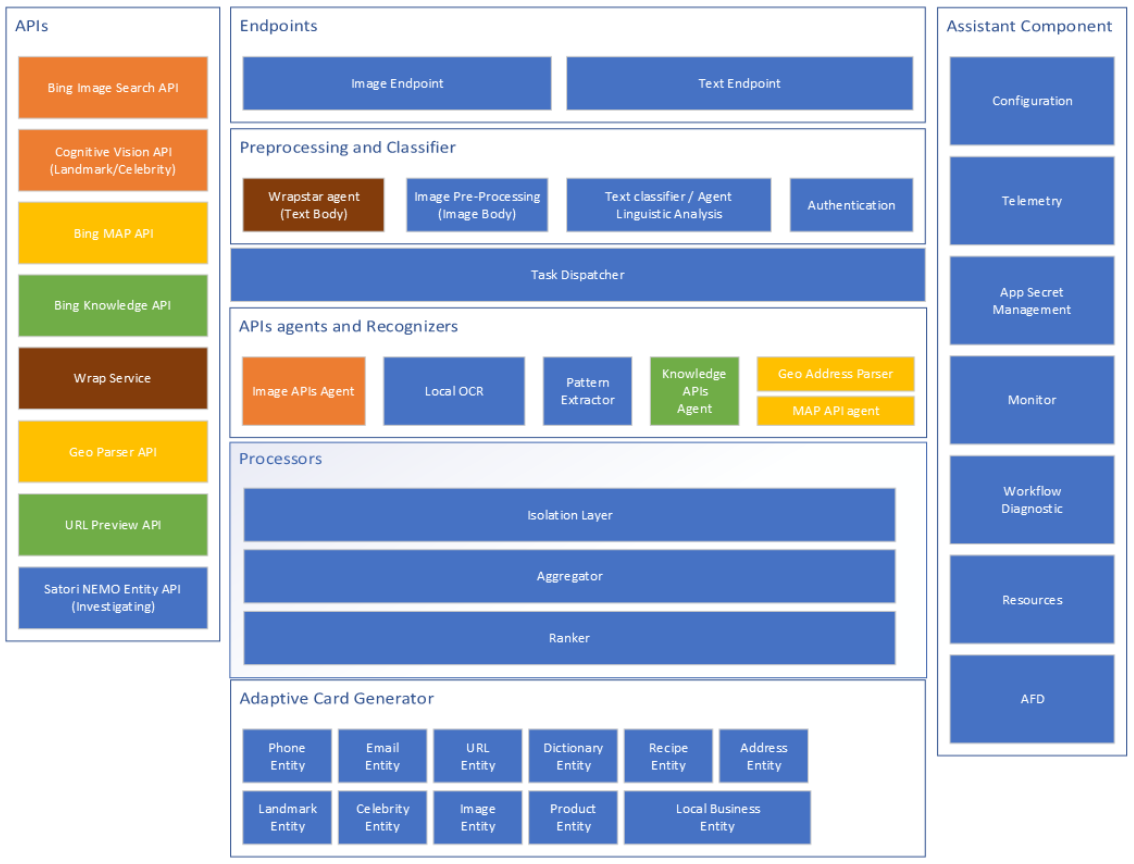 APIs
Bing Image Search API
Cognitive Vision API
(Landmark/Celebrity)
Bing MAP API
Bing Knowledge API
Wrap Service
Geo Parser API
URL Preview API
Satori NEMO Entity API
(Investigating)
Endpoints
Image Endpoint
Text Endpoint
Preprocessing and Classifier
Wrapstar agent
(Text Body)
Image Pre-Processing
(Image Body)
Text classifier / Agent
Linguistic Analysis
Authentication
Task Dispatcher
APIs agents and Recognizers
Image APIs Agent
Local OCR
Pattern
Extractor
Knowledge
APIs
Agent
Geo Address Parser
MAP API agent
Processors
Isolation Layer
Aggregator
Ranker
Adaptive Card Generator
Phone
Entity
Email
Entity
URL
Entity
Dictionary
Entity
Recipe
Entity
Address
Entity
Landmark
Entity
Celebrity
Entity
Image
Entity
Product
Entity
Local Business
Entity
Assistant Component
Configuration
Telemetry
App Secret
Management
Monitor
Workflow
Diagnostic
Resources
AFD